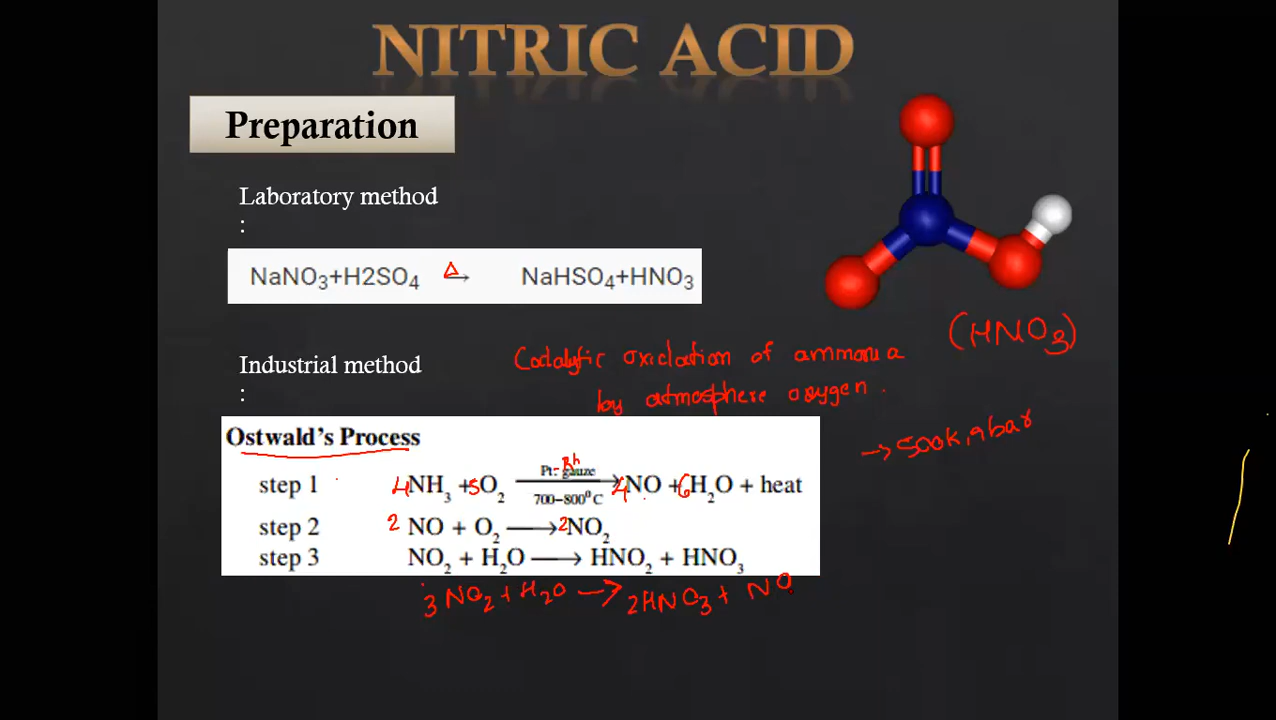 NITRIC ACID
Preparation
Laboratory method
:
NaNO₃+H2SO₄ Δ → NaHSO₄+HNO₃
(HNO₃)
Industrial method
:
Catalytic oxidation of ammonia
by atmosphere oxygen.
→ 500K, 9bar
Ostwald's Process
step 1 4NH₃ + 5O₂ Pt- Rh gauze 700–800⁰ C → 4NO + 6H₂O + heat
step 2 2 NO + O₂ → 2NO₂
step 3 NO₂ + H₂O → HNO₂ + HNO₃
3NO₂ + H₂O → 2HNO₃ + NO